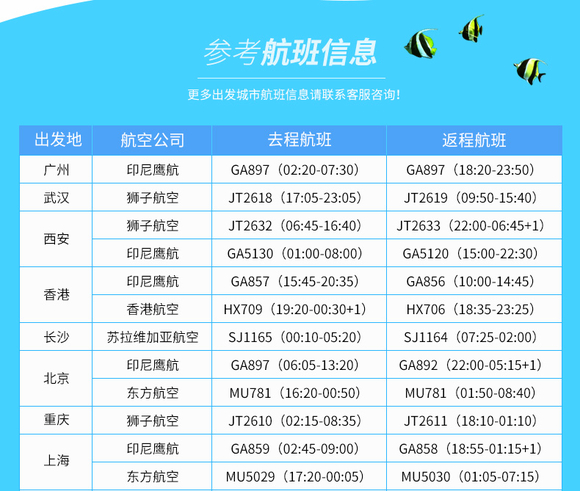 参考航班信息
更多出发城市航班信息请联系客服咨询!
出发地 航空公司 去程航班 返程航班
广州 印尼鹰航 GA897（02:20-07:30） GA897（18:20-23:50）
武汉 狮子航空 JT2618（17:05-23:05） JT2619（09:50-15:40）
西安 狮子航空 JT2632（06:45-16:40） JT2633（22:00-06:45+1）
印尼鹰航 GA5130（01:00-08:00） GA5120（15:00-22:30）
香港 印尼鹰航 GA857（15:45-20:35） GA856（10:00-14:45）
香港航空 HX709（19:20-00:30+1） HX706（18:35-23:25）
长沙 苏拉维加亚航空 SJ1165（00:10-05:20） SJ1164（07:25-02:00）
北京 印尼鹰航 GA897（06:05-13:20） GA892（22:00-05:15+1）
东方航空 MU781（16:20-00:50） MU781（01:50-08:40）
重庆 狮子航空 JT2610（02:15-08:35） JT2611（18:10-01:10）
上海 印尼鹰航 GA859（02:45-09:00） GA858（18:55-01:15+1）
东方航空 MU5029（17:20-00:05） MU5030（01:05-07:15）